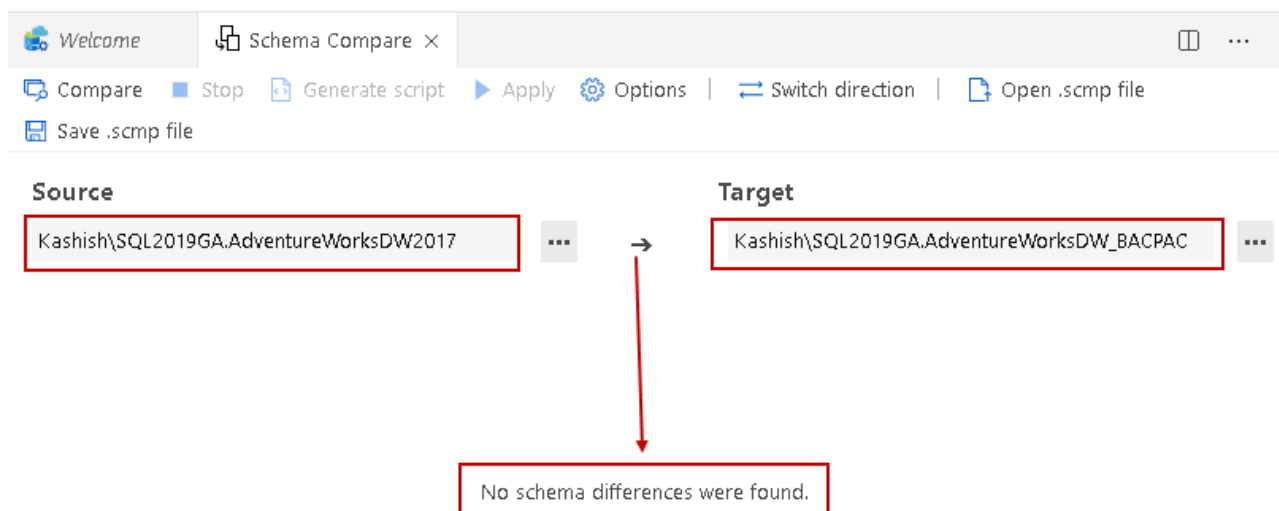 Welcome Schema Compare
Compare Stop Generate script Apply Options Switch direction Open .scmp file
Save .scmp file
Source Target
Kashish\SQL2019GA.AdventureWorksDW2017 Kashish\SQL2019GA.AdventureWorksDW_BACPAC
No schema differences were found.